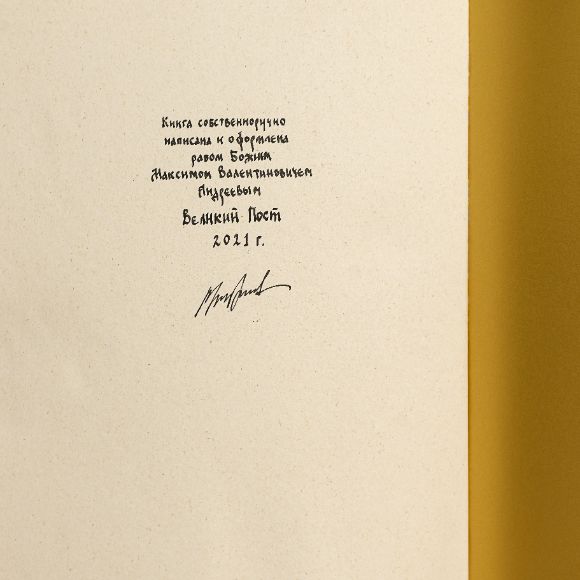 Книга собственноручно
написана и оформлена
рабом Божиим
Максимом Валентиновичем
Андреевым
Великий Пост
2021 г.